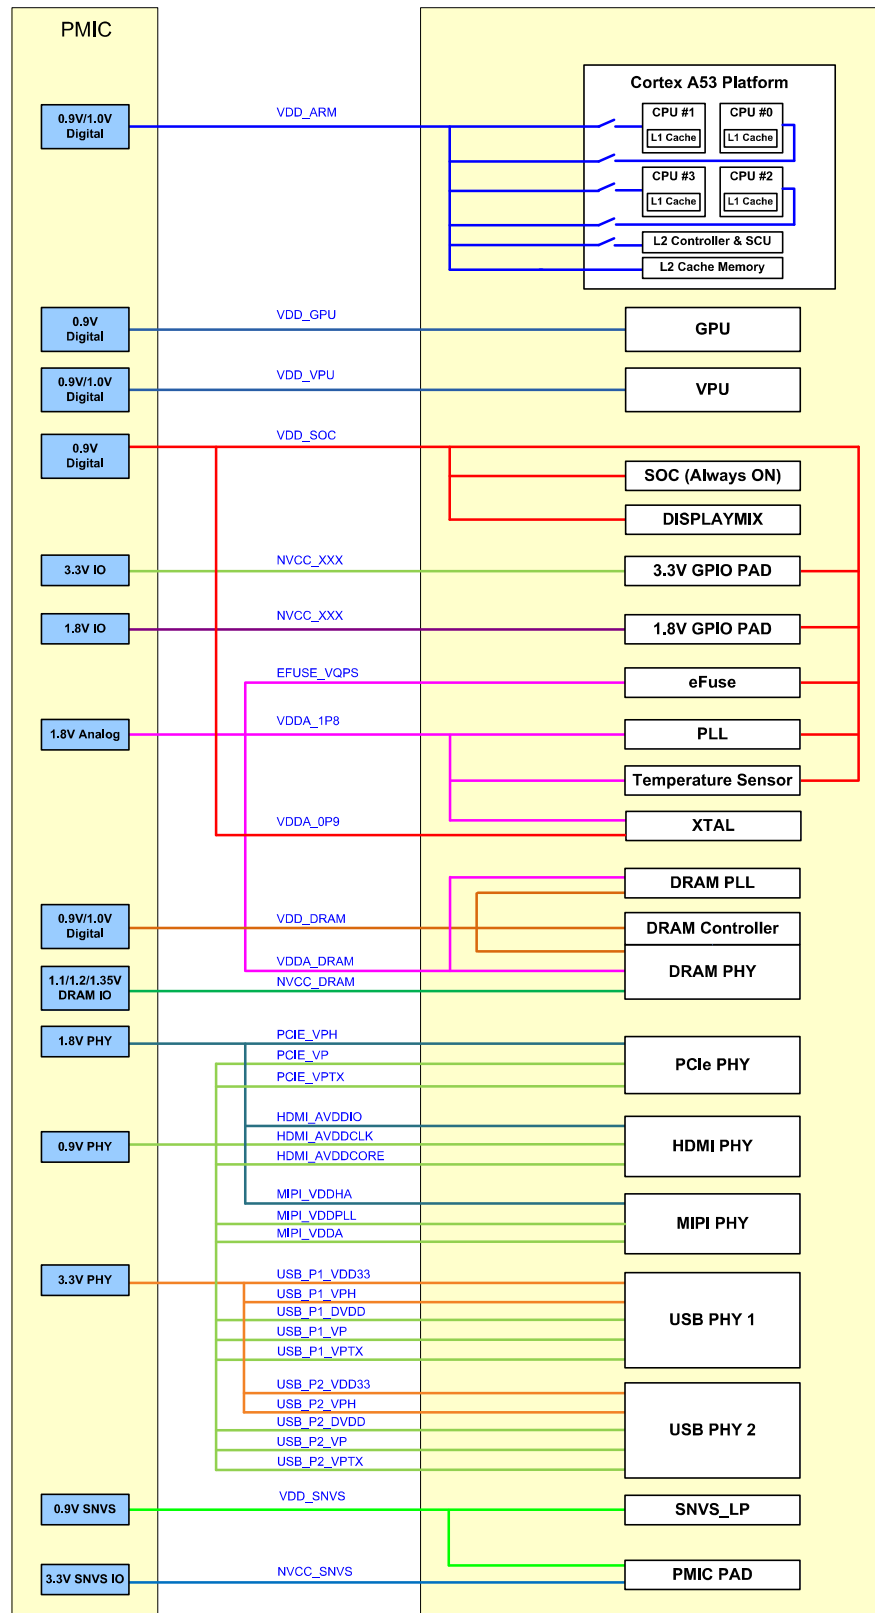 PMIC
Cortex A53 Platform
0.9V/1.0V
Digital
VDD_ARM
CPU #1
L1 Cache
CPU #0
L1 Cache
CPU #3
L1 Cache
CPU #2
L1 Cache
L2 Controller & SCU
L2 Cache Memory
0.9V
Digital
VDD_GPU
GPU
0.9V/1.0V
Digital
VDD_VPU
VPU
0.9V
Digital
VDD_SOC
SOC (Always ON)
DISPLAYMIX
3.3V IO
NVCC_XXX
3.3V GPIO PAD
1.8V IO
NVCC_XXX
1.8V GPIO PAD
EFUSE_VQPS
eFuse
1.8V Analog
VDDA_1P8
PLL
Temperature Sensor
VDDA_0P9
XTAL
DRAM PLL
0.9V/1.0V
Digital
VDD_DRAM
DRAM Controller
VDDA_DRAM
DRAM PHY
1.1/1.2/1.35V
DRAM IO
NVCC_DRAM
1.8V PHY
PCIE_VPH
PCIE_VP
PCIE_VPTX
PCIe PHY
HDMI_AVDDIO
0.9V PHY
HDMI_AVDDCLK
HDMI_AVDDCORE
HDMI PHY
MIPI_VDDHA
MIPI_VDDPLL
MIPI_VDDA
MIPI PHY
3.3V PHY
USB_P1_VDD33
USB_P1_VPH
USB_P1_DVDD
USB_P1_VP
USB_P1_VPTX
USB PHY 1
USB_P2_VDD33
USB_P2_VPH
USB_P2_DVDD
USB_P2_VP
USB_P2_VPTX
USB PHY 2
0.9V SNVS
VDD_SNVS
SNVS_LP
3.3V SNVS IO
NVCC_SNVS
PMIC PAD